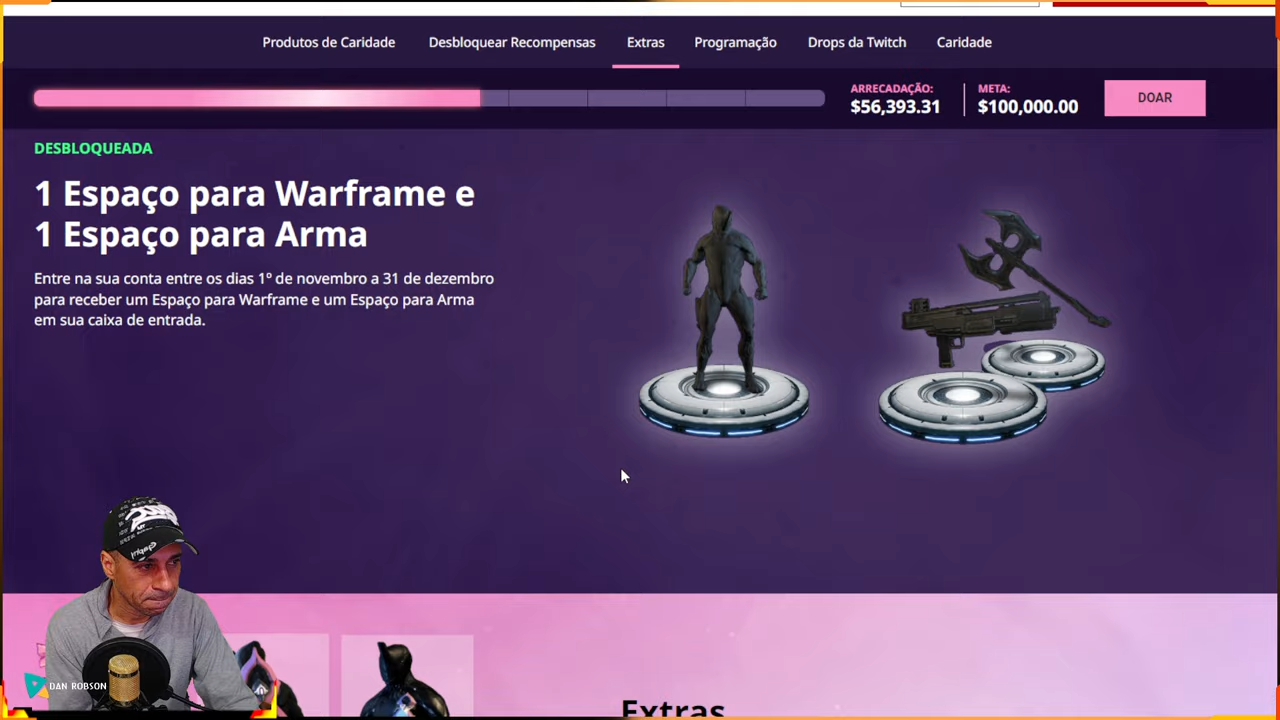 Produtos de Caridade
Desbloquear Recompensas
Extras
Programação
Drops da Twitch
Caridade
ARRECADAÇÃO:
$56,393.31
META:
$100,000.00
DOAR
DESBLOQUEADA
1 Espaço para Warframe e
1 Espaço para Arma
Entre na sua conta entre os dias 1º de novembro a 31 de dezembro
para receber um Espaço para Warframe e um Espaço para Arma
em sua caixa de entrada.
DAN ROBSON
Extras